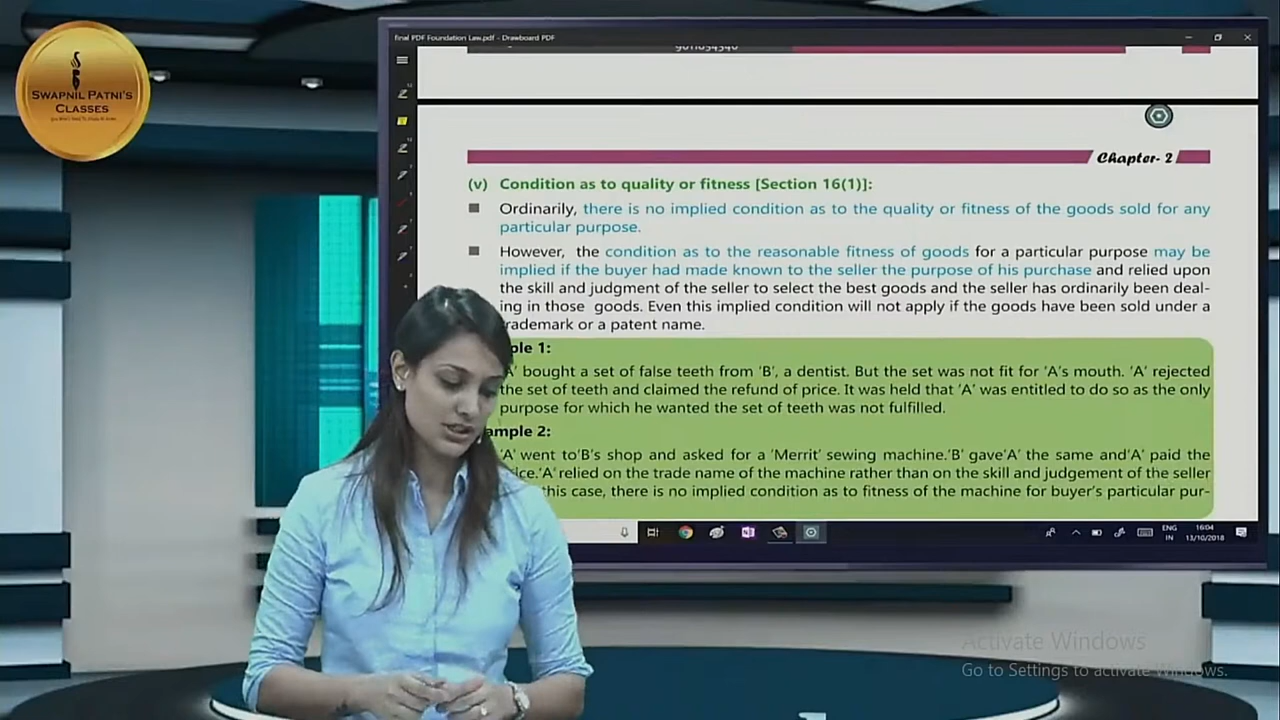 SWAPNIL PATNI'S
CLASSES
final PDF Foundation Law.pdf - Drawboard PDF
Chapter- 2
(v) Condition as to quality or fitness [Section 16(1)]:
Ordinarily, there is no implied condition as to the quality or fitness of the goods sold for any
particular purpose.
However, the condition as to the reasonable fitness of goods for a particular purpose may be
implied if the buyer had made known to the seller the purpose of his purchase and relied upon
the skill and judgment of the seller to select the best goods and the seller has ordinarily been deal-
ing in those goods. Even this implied condition will not apply if the goods have been sold under a
rademark or a patent name.
ple 1:
'A' bought a set of false teeth from 'B', a dentist. But the set was not fit for 'A's mouth. 'A' rejected
the set of teeth and claimed the refund of price. It was held that 'A' was entitled to do so as the only
purpose for which he wanted the set of teeth was not fulfilled.
ample 2:
'A' went to'B's shop and asked for a 'Merrit' sewing machine.'B' gave'A' the same and'A' paid the
ice.'A' relied on the trade name of the machine rather than on the skill and judgement of the seller
this case, there is no implied condition as to fitness of the machine for buyer's particular pur-
ENG
IN
16:04
13/10/2018
Activate Windows
Go to Settings to activate Windows.